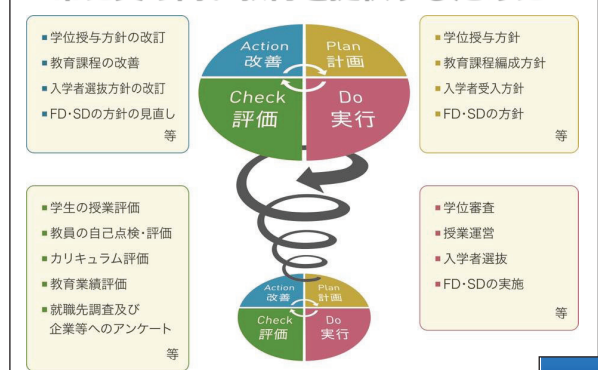 ■学位授与方針の改訂
■教育課程の改善
■入学者選抜方針の改訂
■FD・SDの方針の見直し
等
Action
改善
Plan
計画
Check
評価
Do
実行
■学位授与方針
■教育課程編成方針
■入学者受入方針
■FD・SDの方針
等
■学生の授業評価
■教員の自己点検・評価
■カリキュラム評価
■教育業績評価
■就職先調査及び
企業等へのアンケート
等
Action
改善
Plan
計画
Check
評価
Do
実行
■学位審査
■授業運営
■入学者選抜
■FD・SDの実施
等